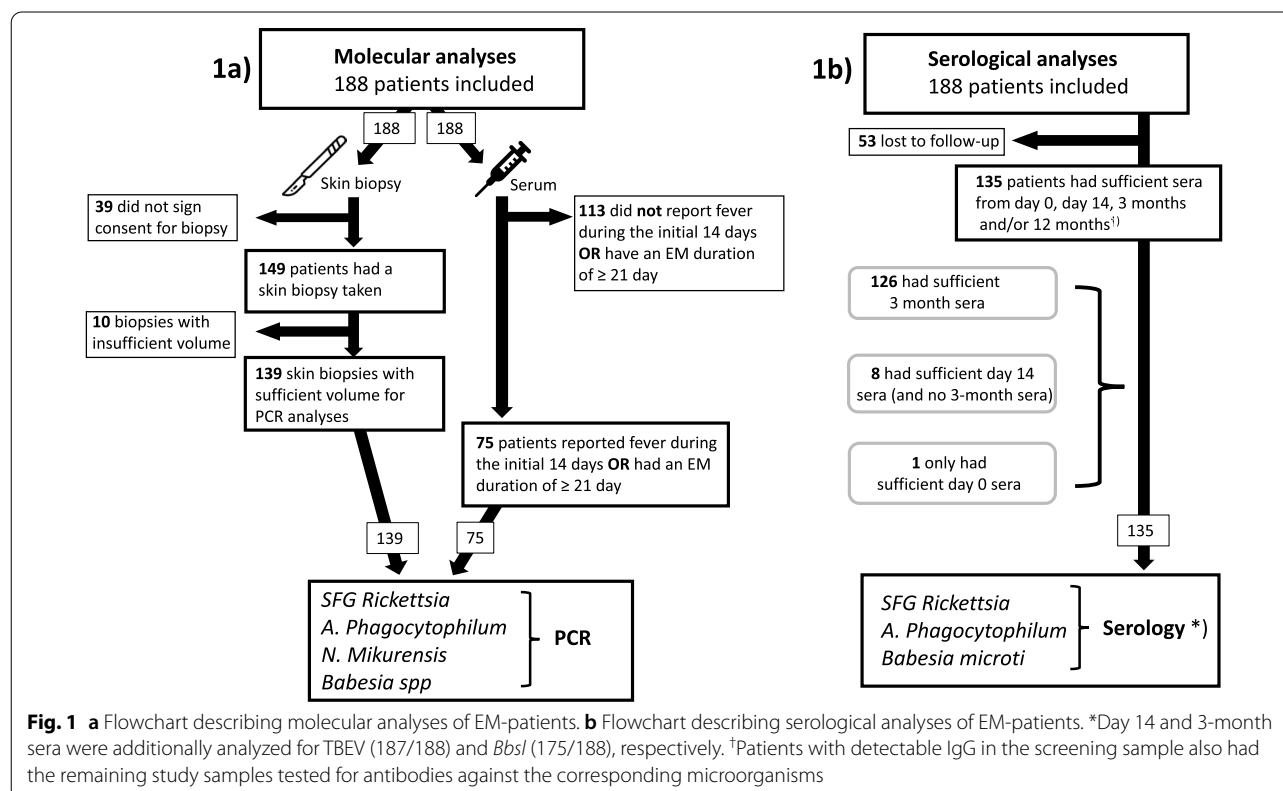 1a)
Molecular analyses
188 patients included
188
188
Skin biopsy
Serum
39 did not sign
consent for biopsy
113 did not report fever
during the initial 14 days
OR have an EM duration
of ≥ 21 day
149 patients had a
skin biopsy taken
10 biopsies with
insufficient volume
139 skin biopsies with
sufficient volume for
PCR analyses
75 patients reported fever during
the initial 14 days OR had an EM
duration of ≥ 21 day
139
75
SFG Rickettsia
A. Phagocytophilum
N. Mikurensis
Babesia spp
PCR
1b)
Serological analyses
188 patients included
53 lost to follow-up
135 patients had sufficient sera
from day 0, day 14, 3 months
and/or 12 months†)
126 had sufficient
3 month sera
8 had sufficient day 14
sera (and no 3-month sera)
1 only had
sufficient day 0 sera
135
SFG Rickettsia
A. Phagocytophilum
Babesia microti
Serology *)
Fig. 1 a Flowchart describing molecular analyses of EM-patients. b Flowchart describing serological analyses of EM-patients. *Day 14 and 3-month
sera were additionally analyzed for TBEV (187/188) and Bbsl (175/188), respectively. †Patients with detectable IgG in the screening sample also had
the remaining study samples tested for antibodies against the corresponding microorganisms